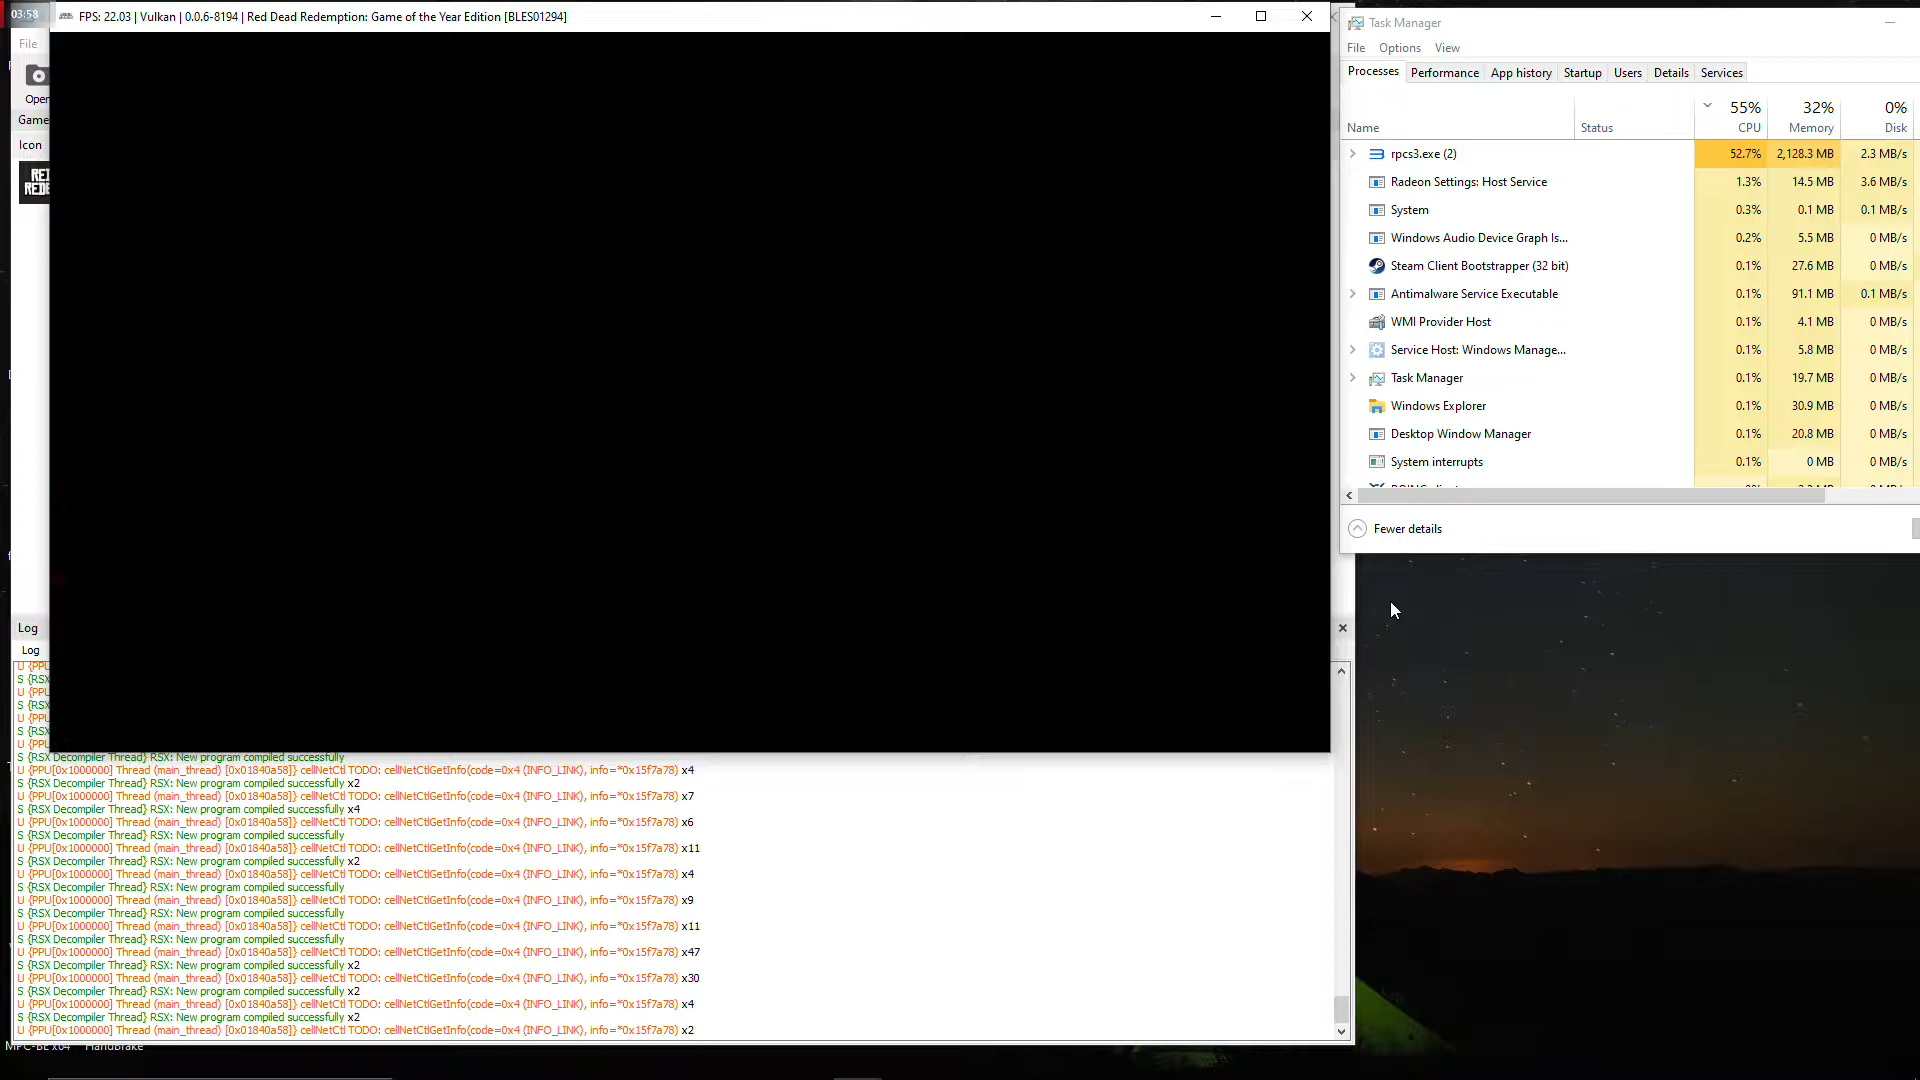 03:58
FPS: 22.03 | Vulkan | 0.0.6-8194 | Red Dead Redemption: Game of the Year Edition [BLES01294]
File
Open
Game
Icon
Log
Log
S {RSX Decompiler Thread} RSX: New program compiled successfully
U {PPU[0x1000000] Thread (main_thread) [0x01840a58]} cellNetCtl TODO: cellNetCtlGetInfo(code=0x4 (INFO_LINK), info=*0x15f7a78) x4
S {RSX Decompiler Thread} RSX: New program compiled successfully x2
U {PPU[0x1000000] Thread (main_thread) [0x01840a58]} cellNetCtl TODO: cellNetCtlGetInfo(code=0x4 (INFO_LINK), info=*0x15f7a78) x7
S {RSX Decompiler Thread} RSX: New program compiled successfully x4
U {PPU[0x1000000] Thread (main_thread) [0x01840a58]} cellNetCtl TODO: cellNetCtlGetInfo(code=0x4 (INFO_LINK), info=*0x15f7a78) x6
S {RSX Decompiler Thread} RSX: New program compiled successfully
U {PPU[0x1000000] Thread (main_thread) [0x01840a58]} cellNetCtl TODO: cellNetCtlGetInfo(code=0x4 (INFO_LINK), info=*0x15f7a78) x11
S {RSX Decompiler Thread} RSX: New program compiled successfully x2
U {PPU[0x1000000] Thread (main_thread) [0x01840a58]} cellNetCtl TODO: cellNetCtlGetInfo(code=0x4 (INFO_LINK), info=*0x15f7a78) x4
S {RSX Decompiler Thread} RSX: New program compiled successfully
U {PPU[0x1000000] Thread (main_thread) [0x01840a58]} cellNetCtl TODO: cellNetCtlGetInfo(code=0x4 (INFO_LINK), info=*0x15f7a78) x9
S {RSX Decompiler Thread} RSX: New program compiled successfully
U {PPU[0x1000000] Thread (main_thread) [0x01840a58]} cellNetCtl TODO: cellNetCtlGetInfo(code=0x4 (INFO_LINK), info=*0x15f7a78) x11
S {RSX Decompiler Thread} RSX: New program compiled successfully
U {PPU[0x1000000] Thread (main_thread) [0x01840a58]} cellNetCtl TODO: cellNetCtlGetInfo(code=0x4 (INFO_LINK), info=*0x15f7a78) x47
S {RSX Decompiler Thread} RSX: New program compiled successfully x2
U {PPU[0x1000000] Thread (main_thread) [0x01840a58]} cellNetCtl TODO: cellNetCtlGetInfo(code=0x4 (INFO_LINK), info=*0x15f7a78) x30
S {RSX Decompiler Thread} RSX: New program compiled successfully x2
U {PPU[0x1000000] Thread (main_thread) [0x01840a58]} cellNetCtl TODO: cellNetCtlGetInfo(code=0x4 (INFO_LINK), info=*0x15f7a78) x4
S {RSX Decompiler Thread} RSX: New program compiled successfully x2
U {PPU[0x1000000] Thread (main_thread) [0x01840a58]} cellNetCtl TODO: cellNetCtlGetInfo(code=0x4 (INFO_LINK), info=*0x15f7a78) x2
MPC-BE x64 HandBrake
Task Manager
File Options View
Processes Performance App history Startup Users Details Services
55% 32% 0%
Name Status CPU Memory Disk
rpcs3.exe (2) 52.7% 2,128.3 MB 2.3 MB/s
Radeon Settings: Host Service 1.3% 14.5 MB 3.6 MB/s
System 0.3% 0.1 MB 0.1 MB/s
Windows Audio Device Graph Is... 0.2% 5.5 MB 0 MB/s
Steam Client Bootstrapper (32 bit) 0.1% 27.6 MB 0 MB/s
Antimalware Service Executable 0.1% 91.1 MB 0.1 MB/s
WMI Provider Host 0.1% 4.1 MB 0 MB/s
Service Host: Windows Manage... 0.1% 5.8 MB 0 MB/s
Task Manager 0.1% 19.7 MB 0 MB/s
Windows Explorer 0.1% 30.9 MB 0 MB/s
Desktop Window Manager 0.1% 20.8 MB 0 MB/s
System interrupts 0.1% 0 MB 0 MB/s
Fewer details